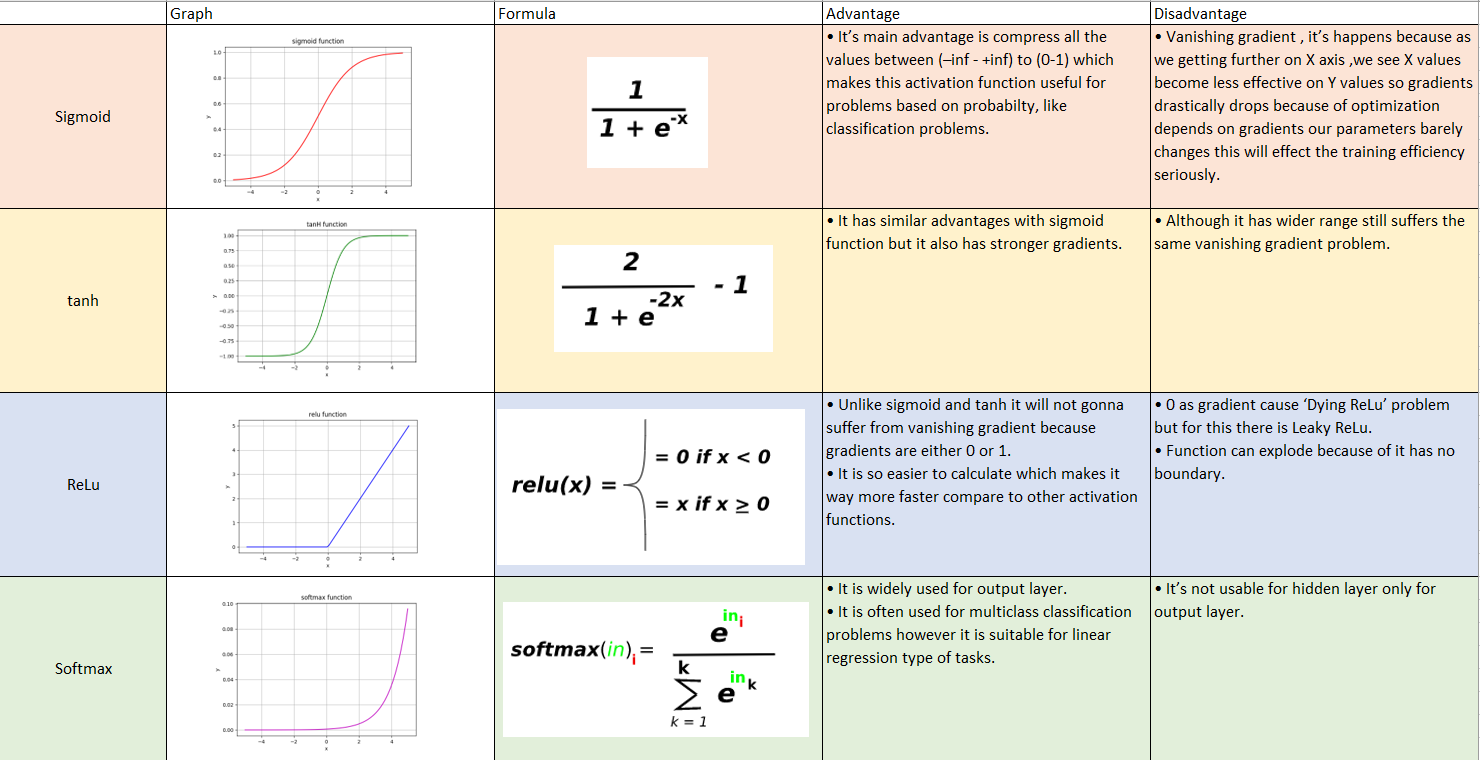 Graph Formula Advantage Disadvantage
Sigmoid
sigmoid function
1.0
0.8
0.6
0.4
0.2
0.0
y
−4 −2 0 2 4
x
1
1 + e-x
• It’s main advantage is compress all the
values between (–inf - +inf) to (0-1) which
makes this activation function useful for
problems based on probabilty, like
classification problems.
• Vanishing gradient , it’s happens because as
we getting further on X axis ,we see X values
become less effective on Y values so gradients
drastically drops because of optimization
depends on gradients our parameters barely
changes this will effect the training efficiency
seriously.
tanh
tanH function
1.00
0.75
0.50
0.25
0.00
−0.25
−0.50
−0.75
−1.00
y
−4 −2 0 2 4
x
2
1 + e-2x
- 1
• It has similar advantages with sigmoid
function but it also has stronger gradients.
• Although it has wider range still suffers the
same vanishing gradient problem.
ReLu
relu function
5
4
3
2
1
0
y
−4 −2 0 2 4
x
relu(x) =
= 0 if x < 0
= x if x ≥ 0
• Unlike sigmoid and tanh it will not gonna
suffer from vanishing gradient because
gradients are either 0 or 1.
• It is so easier to calculate which makes it
way more faster compare to other activation
functions.
• 0 as gradient cause ‘Dying ReLu’ problem
but for this there is Leaky ReLu.
• Function can explode because of it has no
boundary.
Softmax
softmax function
0.10
0.08
0.06
0.04
0.02
0.00
y
−4 −2 0 2 4
x
softmax(in)i =
e ini
k
∑ e ink
k = 1
• It is widely used for output layer.
• It is often used for multiclass classification
problems however it is suitable for linear
regression type of tasks.
• It’s not usable for hidden layer only for
output layer.